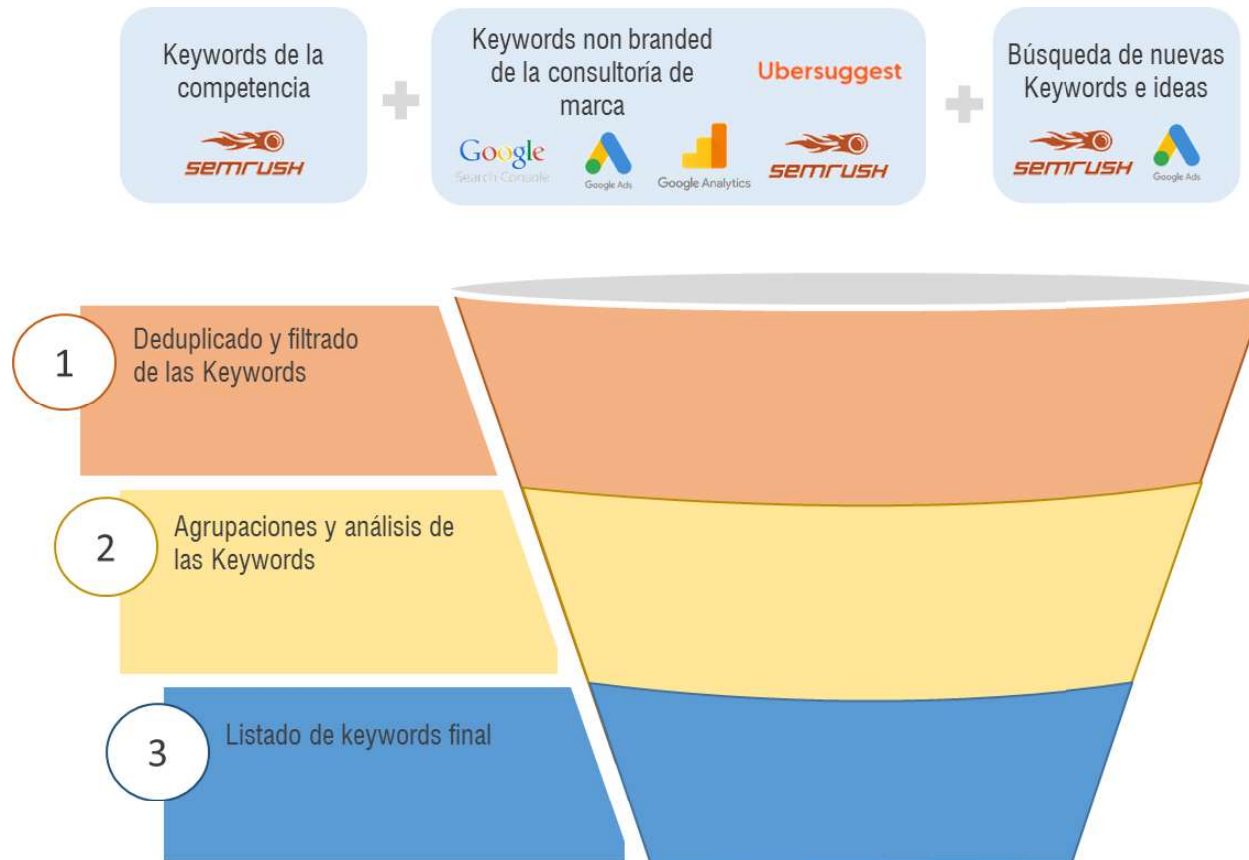 Keywords de la
competencia
semrush
Keywords non branded
de la consultoría de
marca
Ubersuggest
Google
Search Console
Google Ads
Google Analytics
semrush
Búsqueda de nuevas
Keywords e ideas
semrush
Google Ads
1
Deduplicado y filtrado
de las Keywords
2
Agrupaciones y análisis de
las Keywords
3
Listado de keywords final